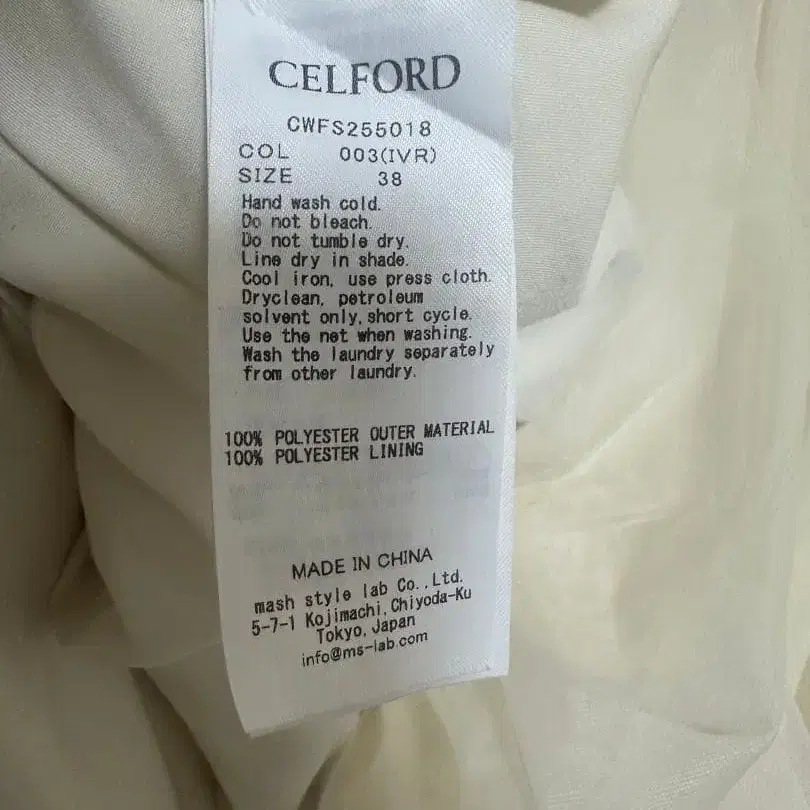 CELFORD
CWFS255018
COL 003(IVR)
SIZE 38
Hand wash cold.
Do not bleach.
Do not tumble dry.
Line dry in shade.
Cool iron, use press cloth.
Dryclean, petroleum
solvent only,short cycle.
Use the net when washing.
Wash the laundry separately
from other laundry.
100% POLYESTER OUTER MATERIAL
100% POLYESTER LINING
MADE IN CHINA
mash style lab Co.,Ltd.
5-7-1 Kojimachi,Chiyoda-Ku
Tokyo,Japan
info@ms-lab.com